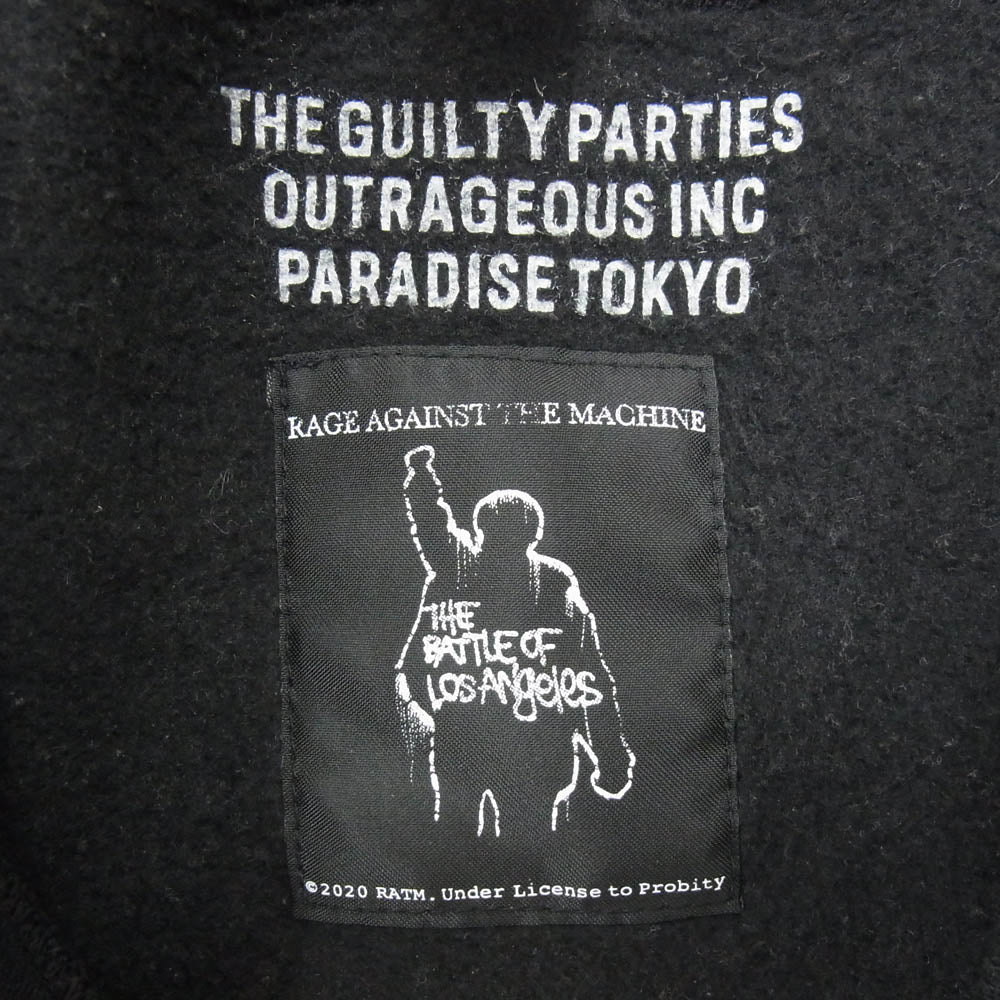 THE GUILTY PARTIES
OUTRAGEOUS INC
PARADISE TOKYO
RAGE AGAINST THE MACHINE
THE
BATTLE OF
LOS ANgeles
©2020 RATM. Under License to Probity